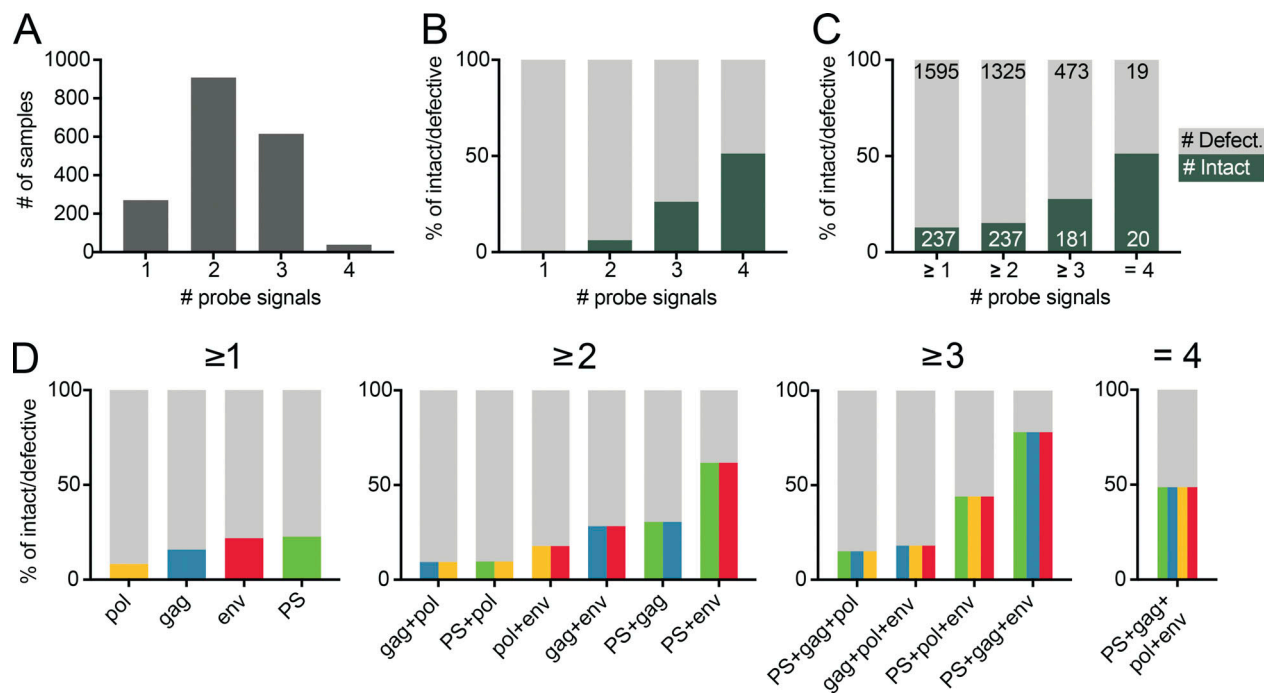 A
# of samples
1000
800
600
400
200
0
1 2 3 4
# probe signals
B
% of intact/defective
100
50
0
1 2 3 4
# probe signals
C
% of intact/defective
100
50
0
1595 1325 473 19
237 237 181 20
≥ 1 ≥ 2 ≥ 3 = 4
# probe signals
# Defect.
# Intact
D
≥1
% of intact/defective
100
50
0
pol gag env PS
≥2
100
50
0
gag+pol PS+pol pol+env gag+env PS+gag PS+env
≥3
100
50
0
PS+gag+pol gag+pol+env PS+pol+env PS+gag+env
= 4
100
50
0
PS+gag+
pol+env